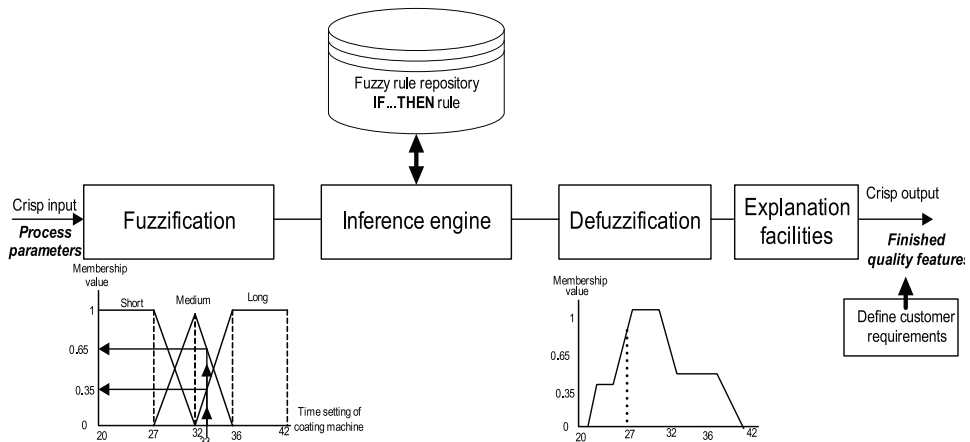 Fuzzy rule repository
IF...THEN rule
Crisp input
Process
parameters
Fuzzification
Inference engine
Defuzzification
Explanation
facilities
Crisp output
Finished
quality features
Define customer
requirements
Membership
value
Short
Medium
Long
1
0.65
0.35
0
20
27
32
33
36
42
Time setting of
coating machine
Membership
value
1
0.65
0.35
0
20
27
32
36
42